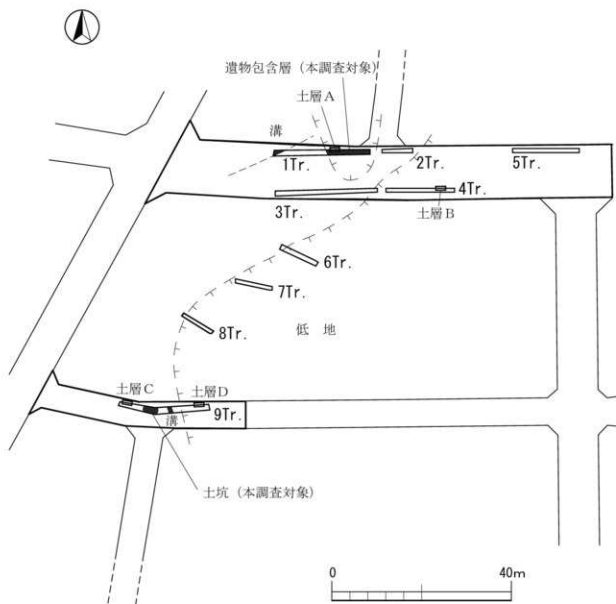 遺物包含層（本調査対象）
土層A
溝
1Tr.
2Tr.
5Tr.
3Tr.
4Tr.
土層B
6Tr.
7Tr.
8Tr.
低 地
土層C
土層D
9Tr.
溝
土坑（本調査対象）
0
40m